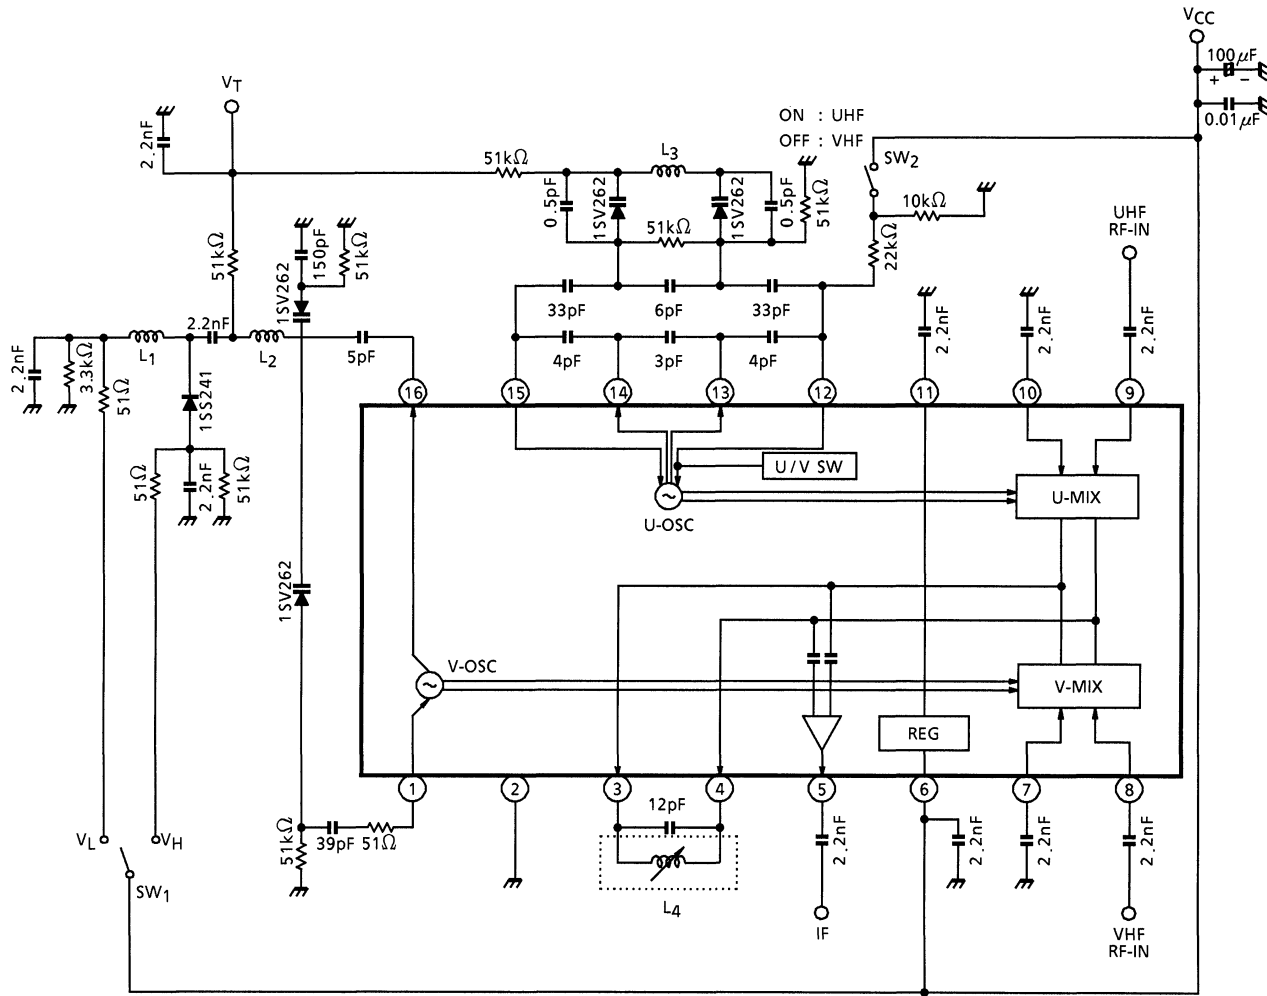 VCC
100μF
+ −
0.01μF
VT
2.2nF
ON : UHF
OFF : VHF
SW2
51kΩ
L3
0.5pF
1SV262
51kΩ
1SV262
0.5pF
51kΩ
10kΩ
22kΩ
UHF
RF-IN
51kΩ
150pF
51kΩ
1SV262
33pF
6pF
33pF
2.2nF
2.2nF
2.2nF
2.2nF
3.3kΩ
51Ω
L1
2.2nF
L2
5pF
4pF
3pF
4pF
1SS241
16
15
14
13
12
11
10
9
51Ω
2.2nF
51kΩ
U/V SW
U-OSC
~
U-MIX
1SV262
V-OSC
~
V-MIX
REG
1
2
3
4
5
6
7
8
VL
VH
SW1
51kΩ
39pF
51Ω
12pF
L4
2.2nF
2.2nF
2.2nF
2.2nF
IF
VHF
RF-IN